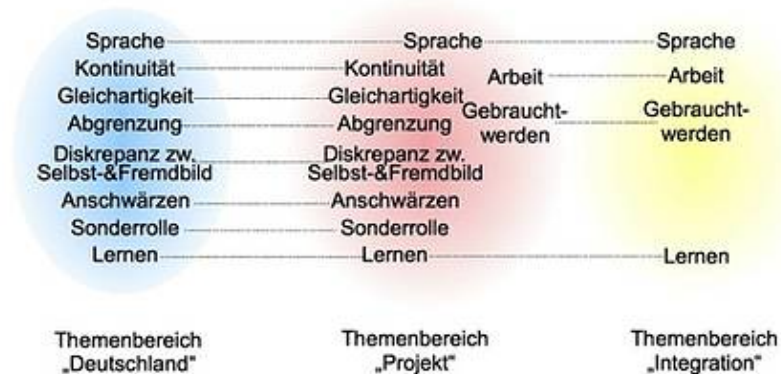 Sprache Sprache Sprache
Kontinuität Kontinuität
Arbeit Arbeit
Gleichartigkeit Gleichartigkeit
Gebraucht-
werden
Gebraucht-
werden
Abgrenzung Abgrenzung
Diskrepanz zw.
Selbst-&Fremdbild
Diskrepanz zw.
Selbst-&Fremdbild
Anschwärzen Anschwärzen
Sonderrolle Sonderrolle
Lernen Lernen Lernen
Themenbereich
„Deutschland“
Themenbereich
„Projekt“
Themenbereich
„Integration“